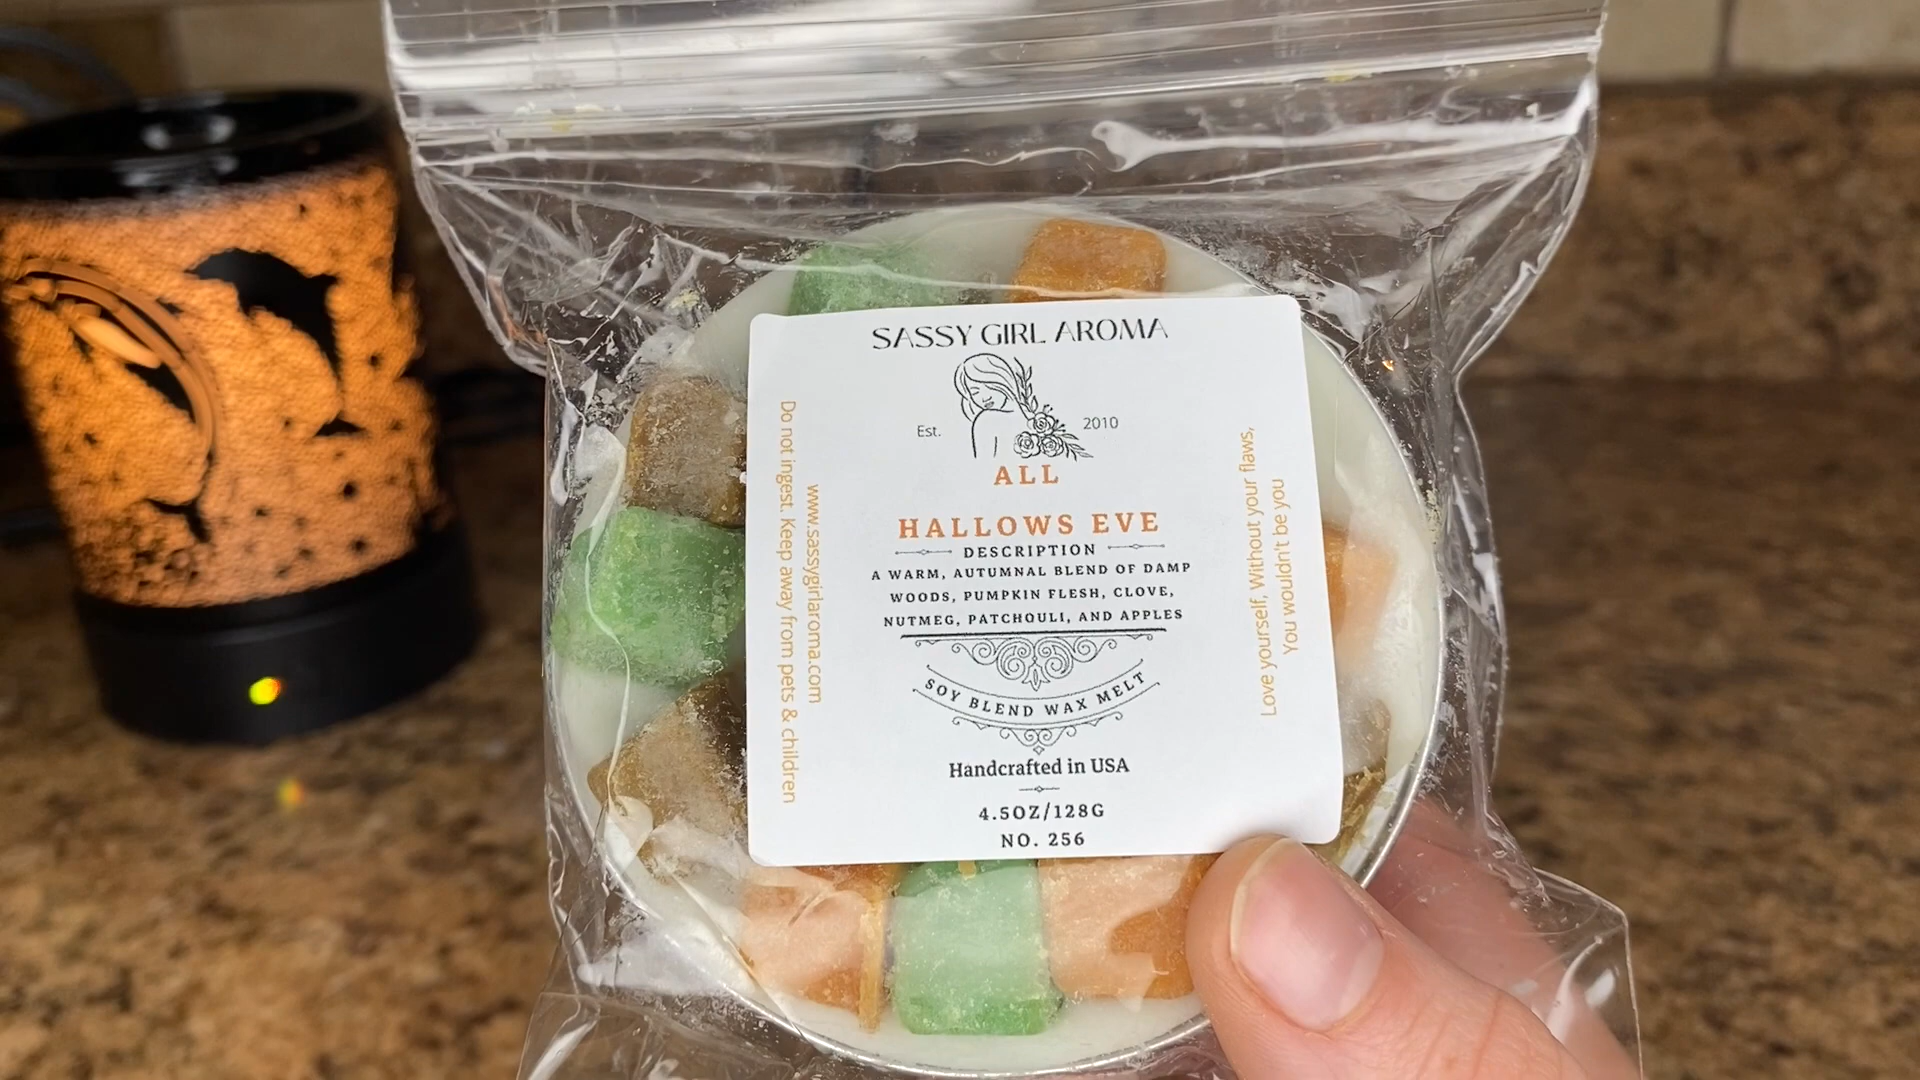 SASSY GIRL AROMA
Est. 2010
ALL
HALLOWS EVE
DESCRIPTION
A WARM, AUTUMNAL BLEND OF DAMP
WOODS, PUMPKIN FLESH, CLOVE,
NUTMEG, PATCHOULI, AND APPLES
SOY BLEND WAX MELT
Handcrafted in USA
4.5OZ/128G
NO. 256
www.sassygirlaroma.com
Do not ingest. Keep away from pets & children
Love yourself, Without your flaws,
You wouldn't be you